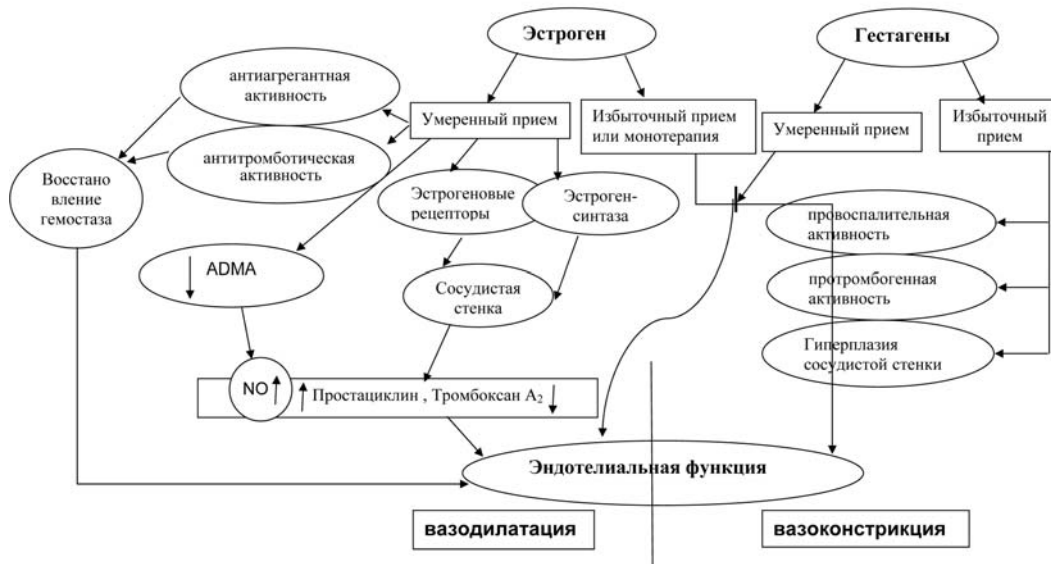 Эстроген
Гестагены
антиагрегантная
активность
Умеренный прием
Избыточный прием
или монотерапия
Умеренный прием
Избыточный
прием
антитромботическая
активность
Восстано
вление
гемостаза
Эстрогеновые
рецепторы
Эстроген-
синтаза
провоспалительная
активность
ADMA
Сосудистая
стенка
протромбогенная
активность
Гиперплазия
сосудистой стенки
NO
Простациклин , Тромбоксан А₂
Эндотелиальная функция
вазодилатация
вазоконстрикция